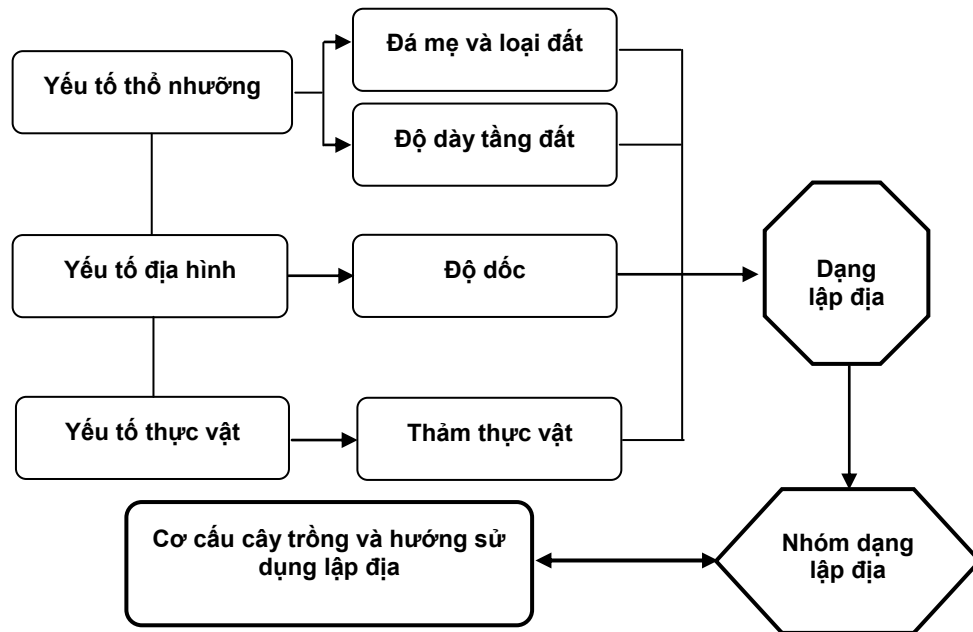 Đá mẹ và loại đất
Yếu tố thổ nhưỡng
Độ dày tầng đất
Yếu tố địa hình
Độ dốc
Dạng
lập địa
Yếu tố thực vật
Thảm thực vật
Cơ cấu cây trồng và hướng sử
dụng lập địa
Nhóm dạng
lập địa